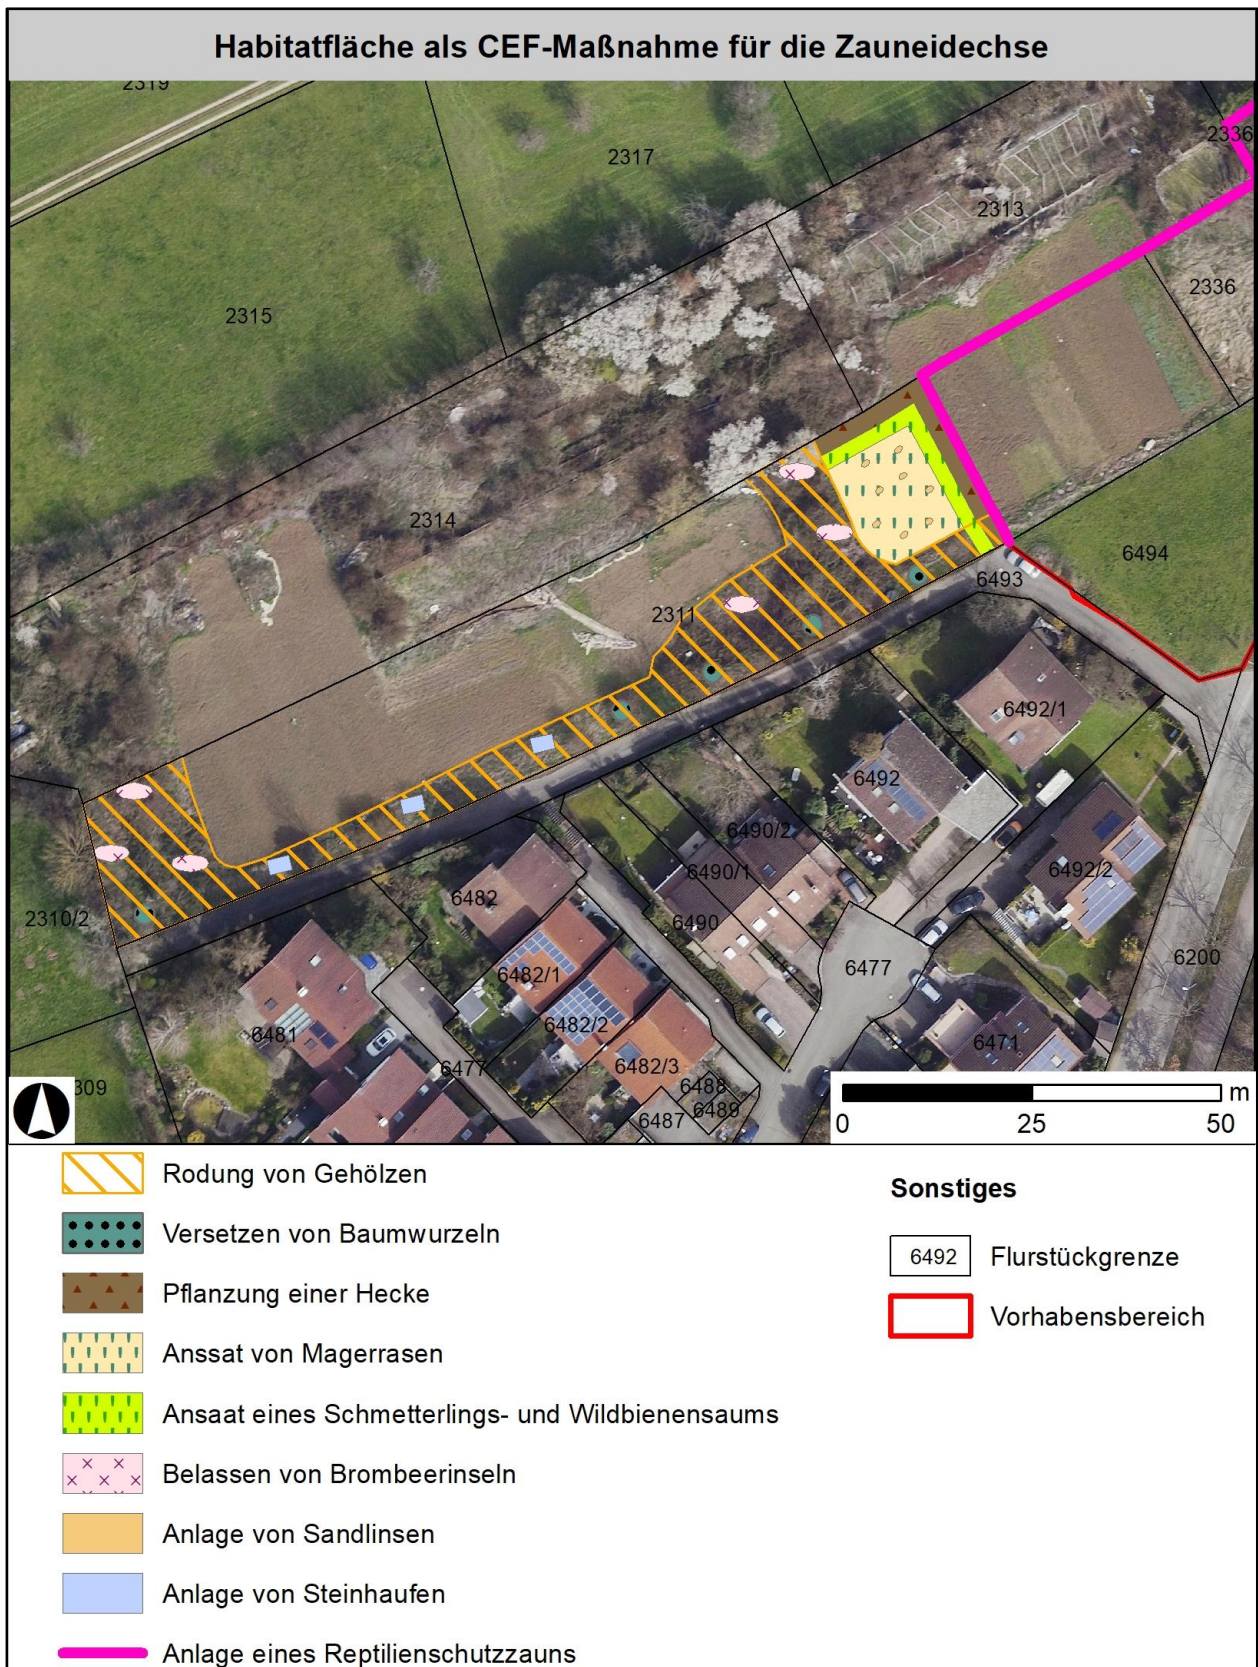 Habitatfläche als CEF-Maßnahme für die Zauneidechse
2319
2317
2336
2313
2315
2336
2314
6494
6493
2311
6492/1
6492
6490/2
6490/1
6492/2
6482
6490
2310/2
6477
6200
6482/1
6482/2
6481
6471
6482/3
6477
6488
6489
6487
309
m
0 25 50
Rodung von Gehölzen
Versetzen von Baumwurzeln
Pflanzung einer Hecke
Anssat von Magerrasen
Ansaat eines Schmetterlings- und Wildbienensaums
Belassen von Brombeerinseln
Anlage von Sandlinsen
Anlage von Steinhaufen
Anlage eines Reptilienschutzzauns
Sonstiges
6492 Flurstückgrenze
Vorhabensbereich